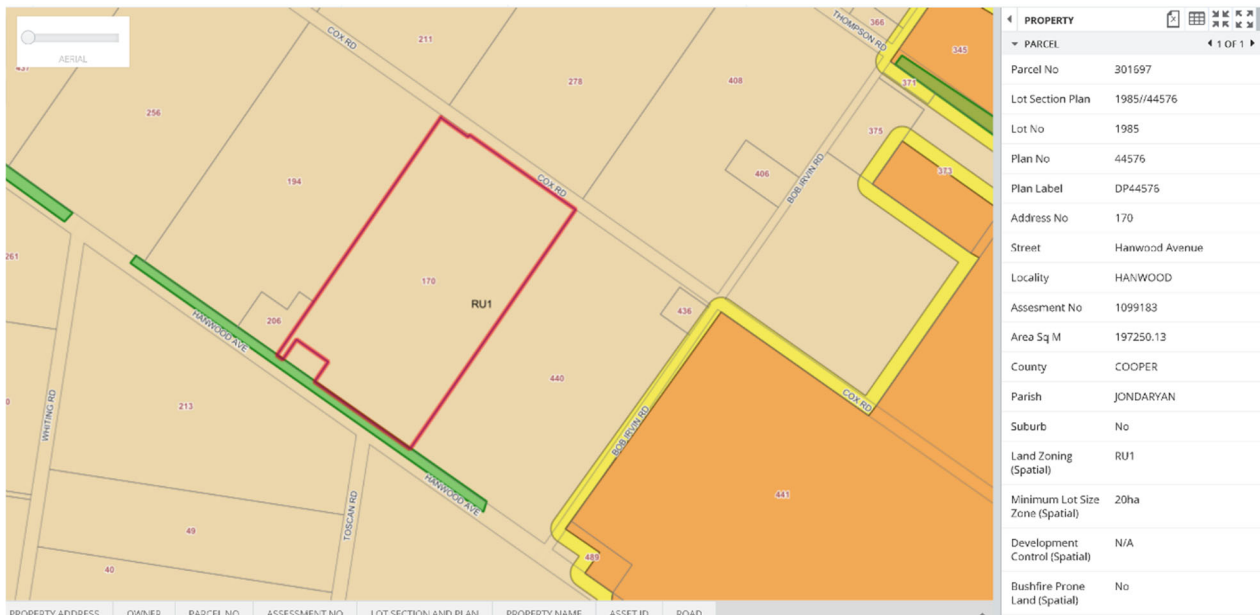 AERIAL
COX RD
211
THOMPSON RD
366
345
278
408
371
256
375
373
406
BOB IRVIN RD
194
COX RD
261
170
RU1
436
206
HANWOOD AVE
440
213
WHITING RD
BOB IRVIN RD
COX RD
TOSCAN RD
HANWOOD AVE
441
49
489
40
PROPERTY ADDRESS OWNER PARCEL NO ASSESSMENT NO LOT SECTION AND PLAN PROPERTY NAME ASSET ID ROAD
PROPERTY
PARCEL 1 OF 1
Parcel No 301697
Lot Section Plan 1985//44576
Lot No 1985
Plan No 44576
Plan Label DP44576
Address No 170
Street Hanwood Avenue
Locality HANWOOD
Assesment No 1099183
Area Sq M 197250.13
County COOPER
Parish JONDARYAN
Suburb No
Land Zoning RU1
(Spatial)
Minimum Lot Size 20ha
Zone (Spatial)
Development N/A
Control (Spatial)
Bushfire Prone No
Land (Spatial)